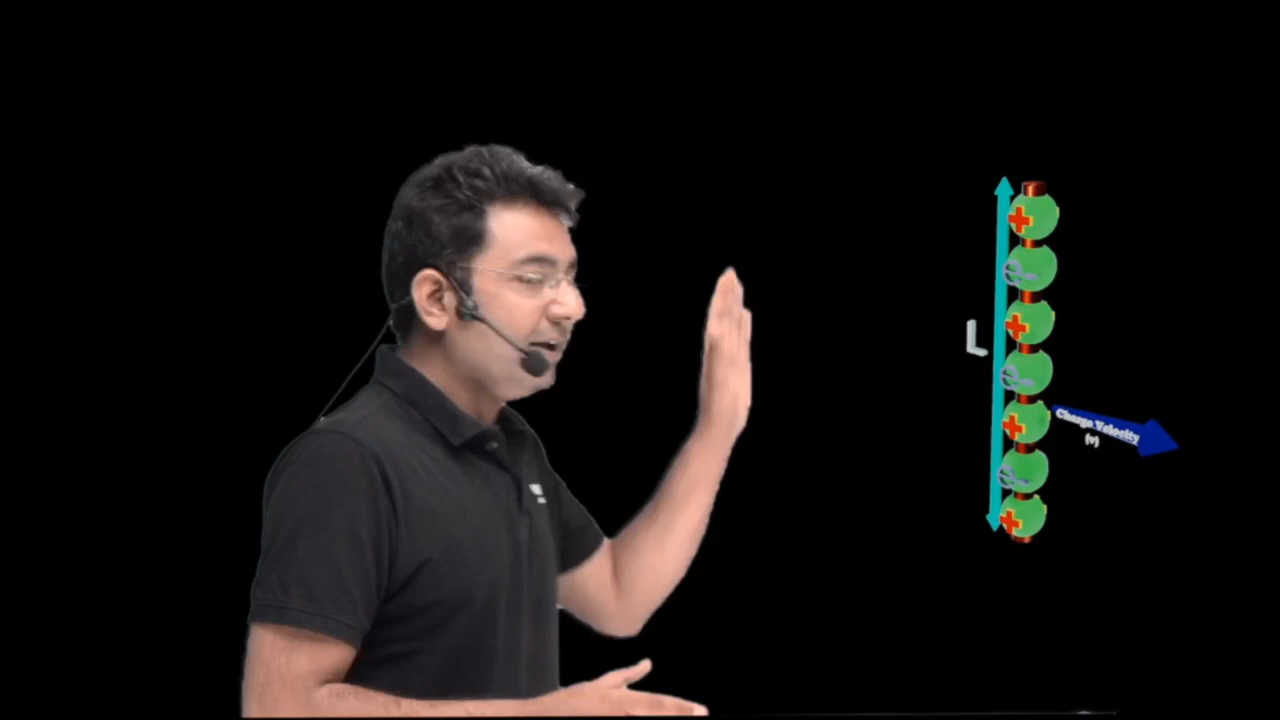 L
+
e-
+
e-
+
Charge Velocity
(v)
e-
+